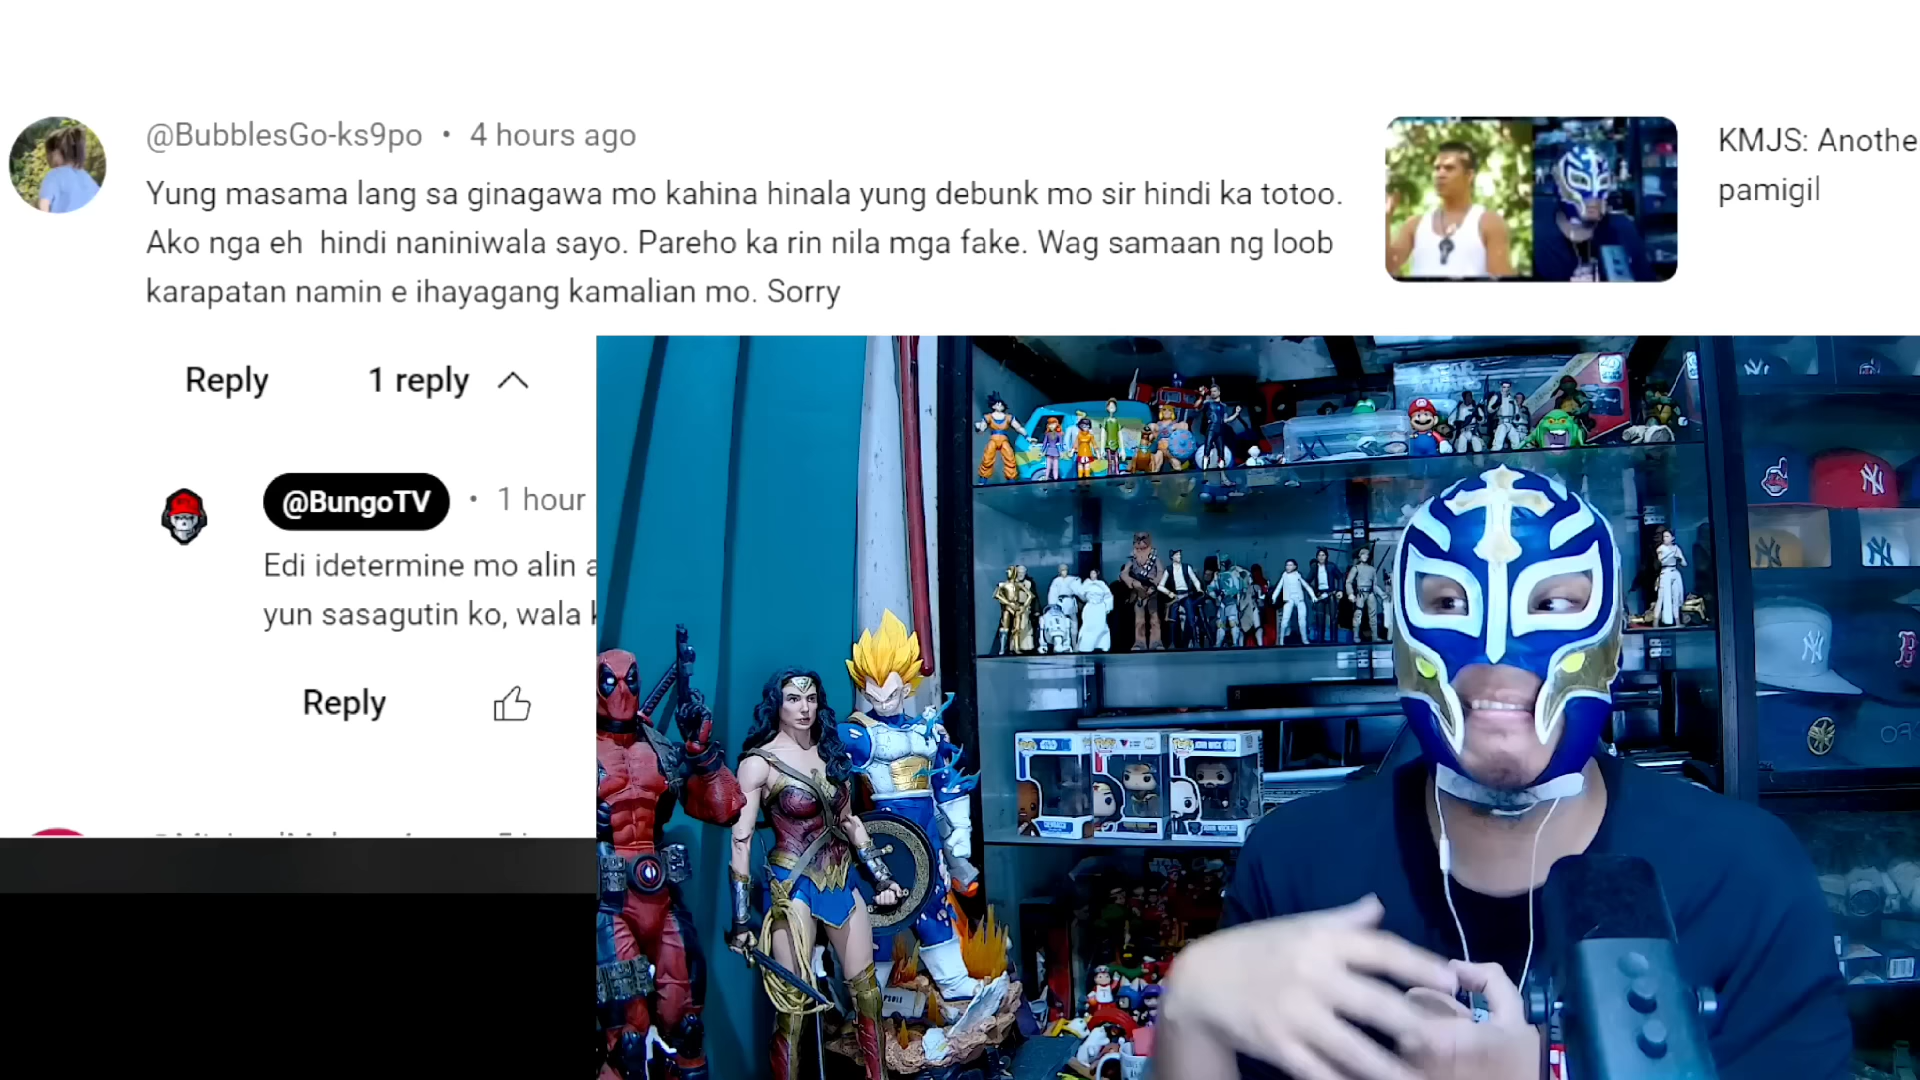 @BubblesGo-ks9po • 4 hours ago
Yung masama lang sa ginagawa mo kahina hinala yung debunk mo sir hindi ka totoo.
Ako nga eh hindi naniniwala sayo. Pareho ka rin nila mga fake. Wag samaan ng loob
karapatan namin e ihayagang kamalian mo. Sorry
KMJS: Anothe
pamigil
Reply 1 reply
@BungoTV • 1 hour
Edi idetermine mo alin a
yun sasagutin ko, wala k
Reply